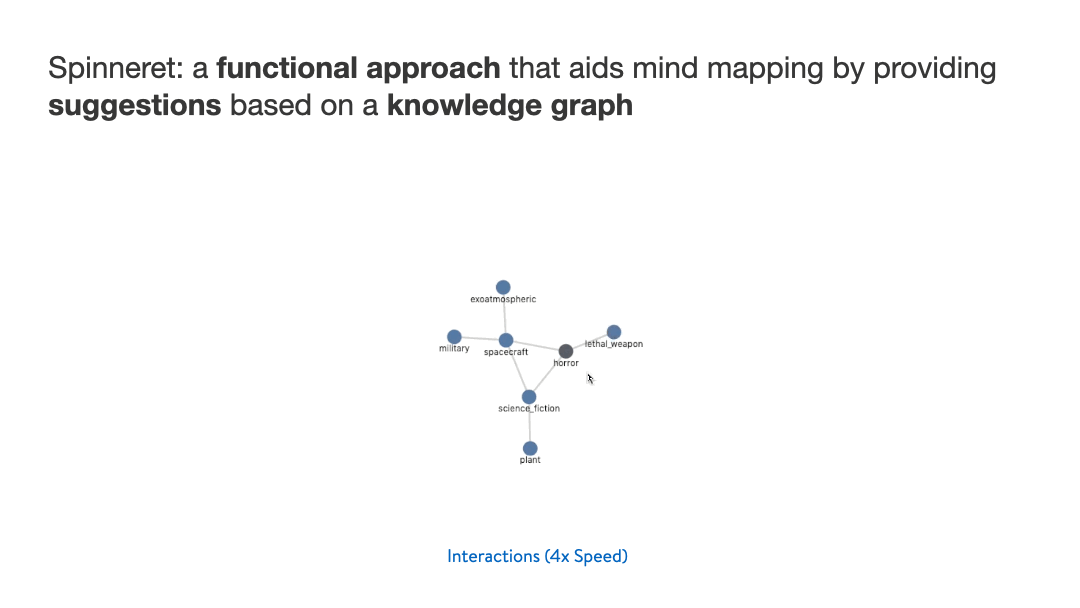 Spinneret: a functional approach that aids mind mapping by providing
suggestions based on a knowledge graph
exoatmospheric
military
spacecraft
lethal_weapon
horror
science_fiction
plant
Interactions (4x Speed)